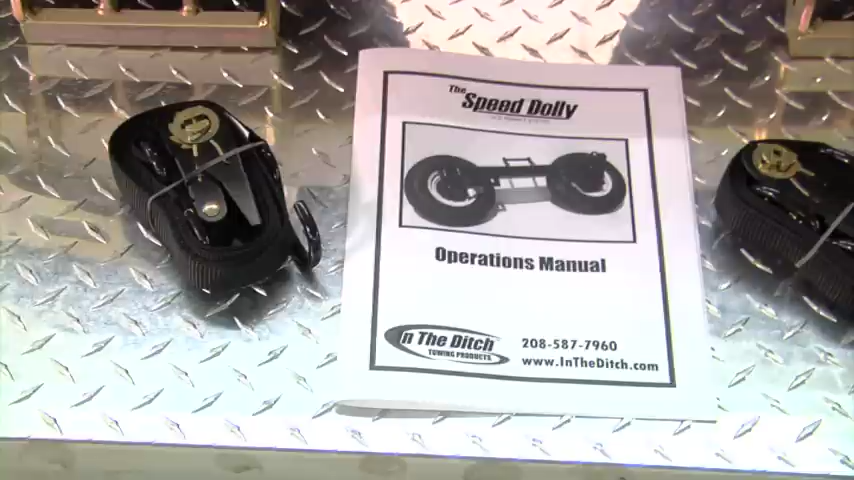 The
Speed Dolly
Operations Manual
In The Ditch
TOWING PRODUCTS
208-587-7960
www.InTheDitch.com